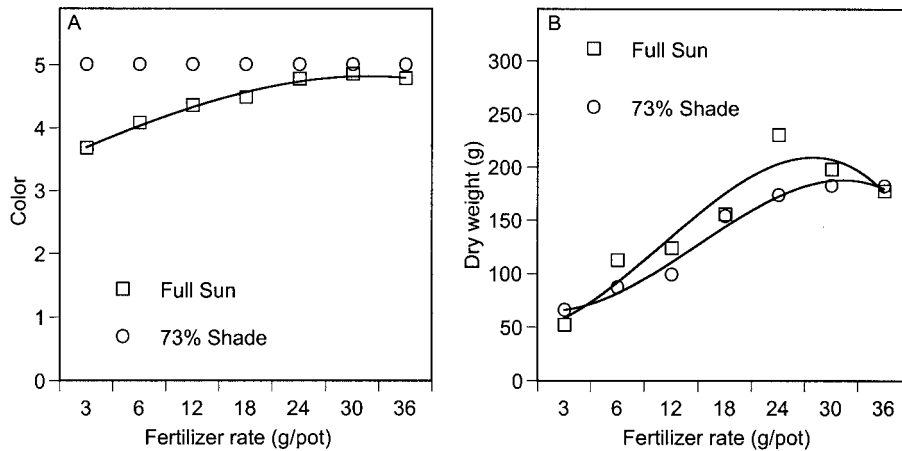 A
Color
5
4
3
2
1
0
Full Sun
73% Shade
3 6 12 18 24 30 36
Fertilizer rate (g/pot)
B
Dry weight (g)
300
250
200
150
100
50
0
Full Sun
73% Shade
3 6 12 18 24 30 36
Fertilizer rate (g/pot)